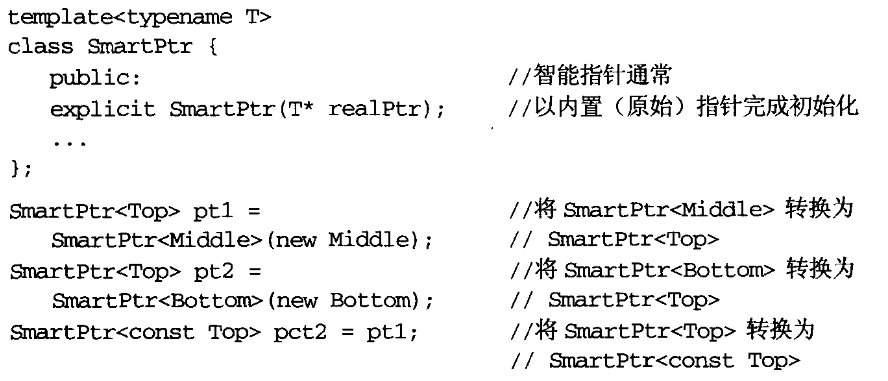 template<typename T>
class SmartPtr {
public: //智能指针通常
explicit SmartPtr(T* realPtr); //以内置（原始）指针完成初始化
...
};
SmartPtr<Top> pt1 = //将 SmartPtr<Middle> 转换为
SmartPtr<Middle>(new Middle); // SmartPtr<Top>
SmartPtr<Top> pt2 = //将 SmartPtr<Bottom> 转换为
SmartPtr<Bottom>(new Bottom); // SmartPtr<Top>
SmartPtr<const Top> pct2 = pt1; //将 SmartPtr<Top> 转换为
// SmartPtr<const Top>